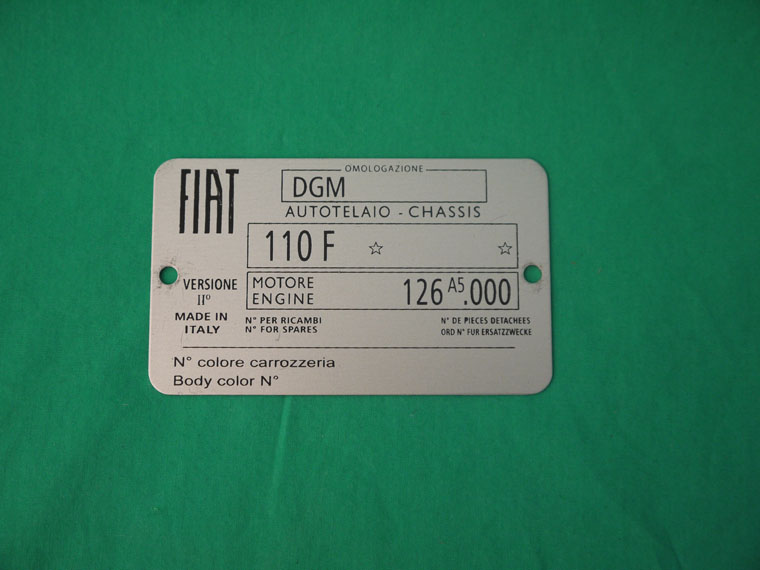 FIAT
OMOLOGAZIONE
DGM
AUTOTELAIO - CHASSIS
110 F ☆ ☆
VERSIONE
IIº
MOTORE
ENGINE
126 A5.000
MADE IN
ITALY
N° PER RICAMBI
N° FOR SPARES
N° DE PIECES DETACHEES
ORD N° FUR ERSATZZWECKE
N° colore carrozzeria
Body color N°